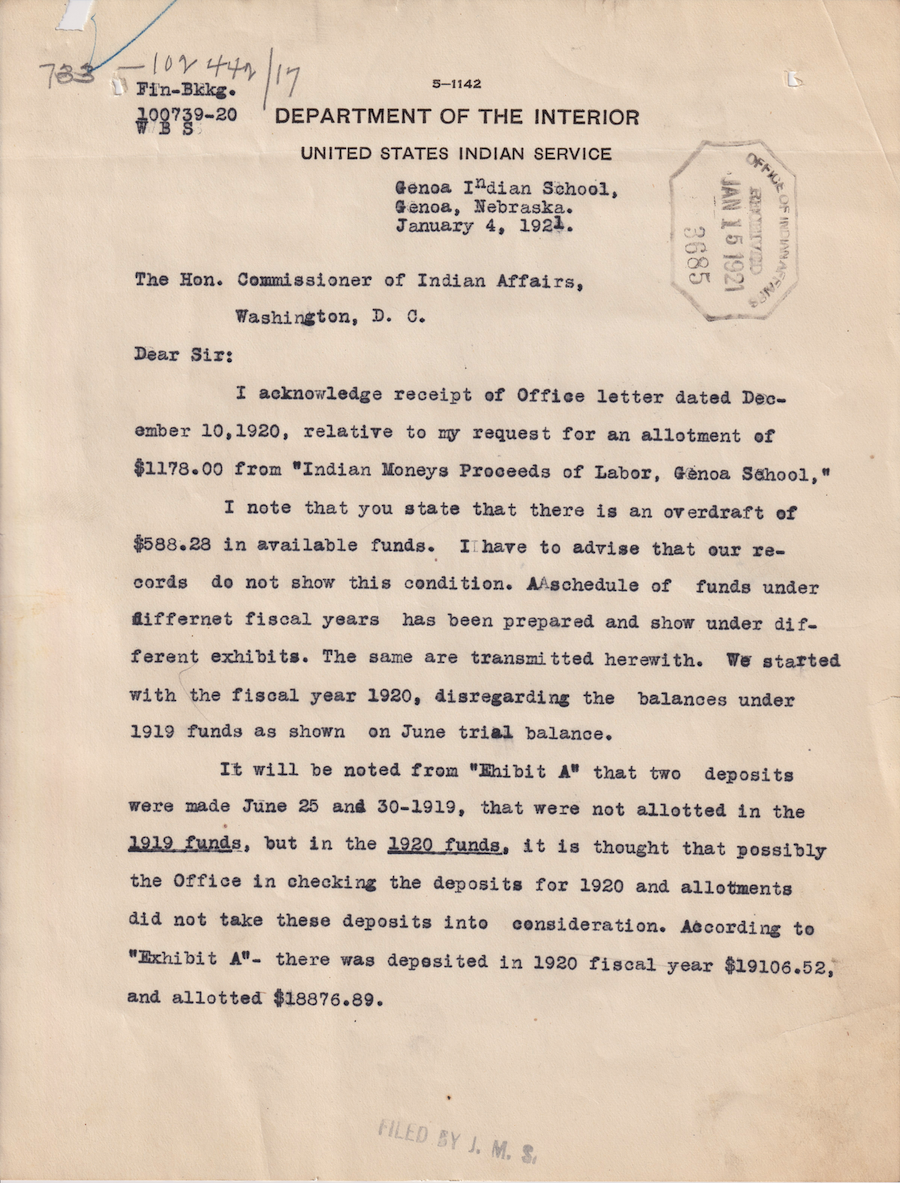 733-102442/17
Fin-Bkkg.
100739-20
W B S
5—1142
DEPARTMENT OF THE INTERIOR
UNITED STATES INDIAN SERVICE
Genoa Indian School,
Genoa, Nebraska.
January 4, 1921.
OFFICE OF INDIAN AFFAIRS
RECEIVED
JAN 15 1921
3685
The Hon. Commissioner of Indian Affairs,
Washington, D. C.
Dear Sir:
I acknowledge receipt of Office letter dated Dec-
ember 10,1920, relative to my request for an allotment of
$1178.00 from "Indian Moneys Proceeds of Labor, Genoa School,"
I note that you state that there is an overdraft of
$588.28 in available funds. I have to advise that our re-
cords do not show this condition. AAschedule of funds under
differnet fiscal years has been prepared and show under dif-
ferent exhibits. The same are transmitted herewith. We started
with the fiscal year 1920, disregarding the balances under
1919 funds as shown on June trial balance.
It will be noted from "Ehibit A" that two deposits
were made June 25 and 30-1919, that were not allotted in the
1919 funds, but in the 1920 funds, it is thought that possibly
the Office in checking the deposits for 1920 and allotments
did not take these deposits into consideration. According to
"Exhibit A"- there was deposited in 1920 fiscal year $19106.52,
and allotted $18876.89.
FILED BY J. M. S.